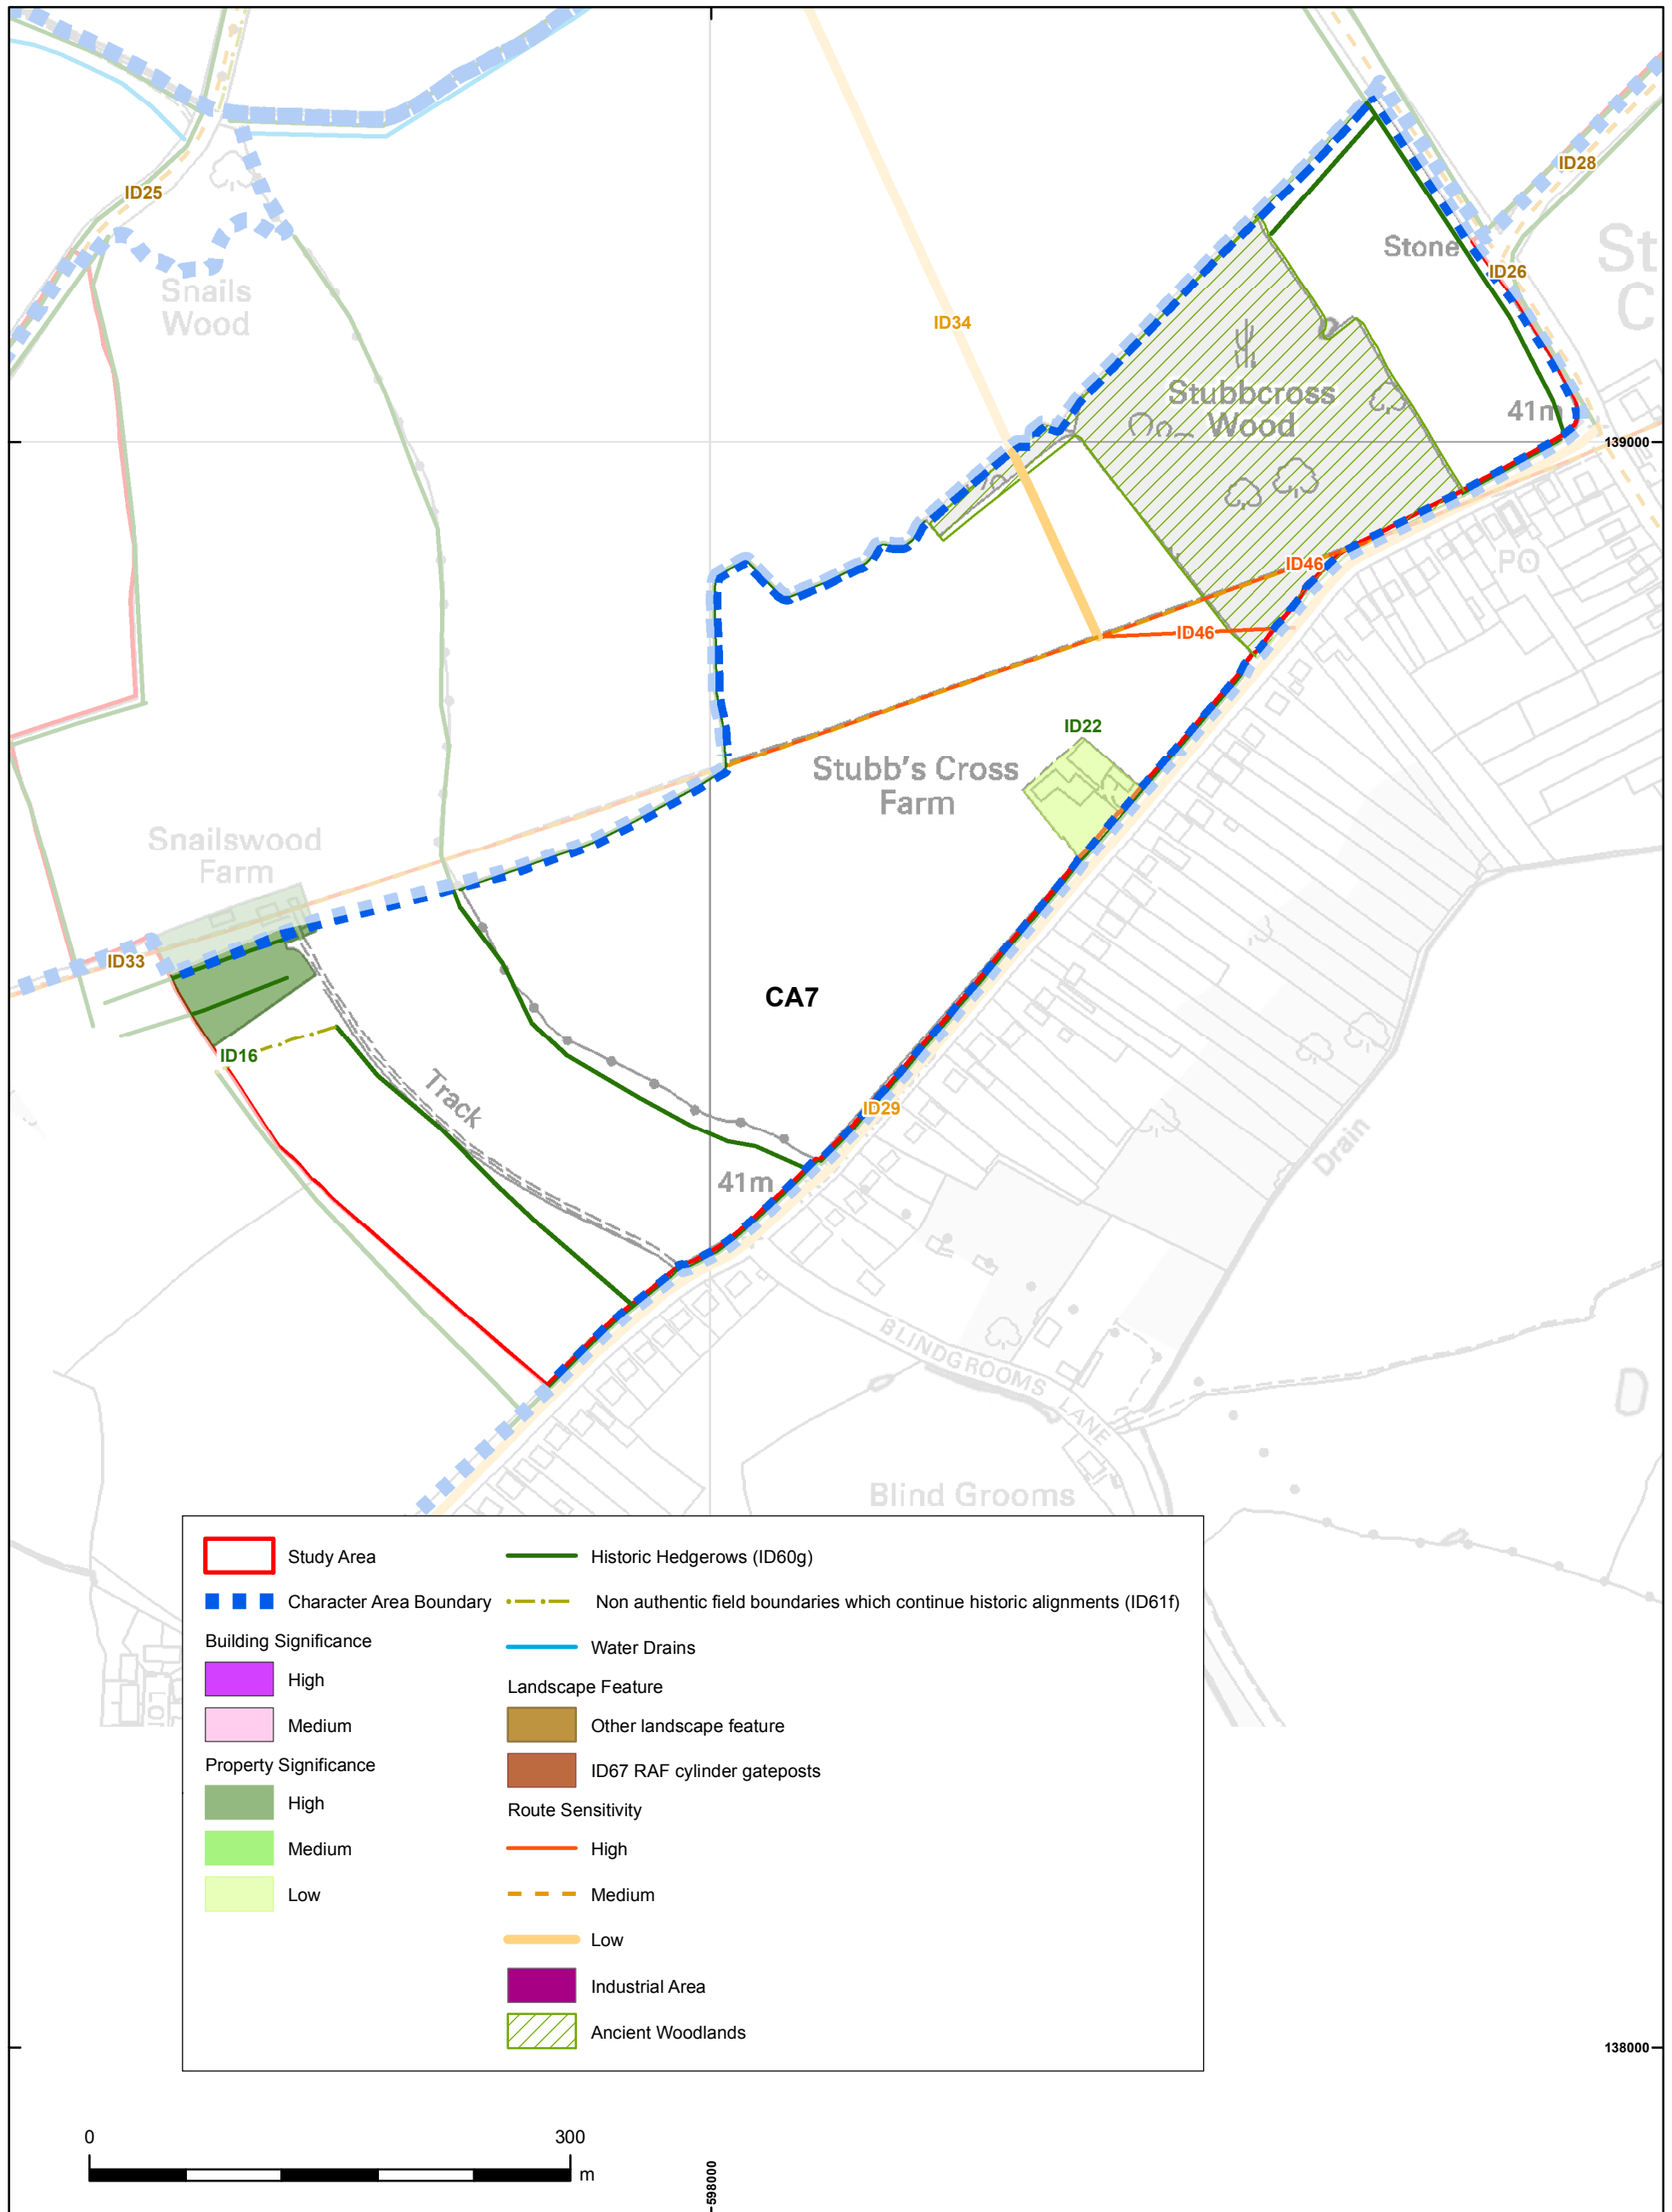 ID25
ID28
Stone
St
C
ID26
Snails
Wood
ID34
Stubbcross
Wood
41m
139000
ID46
PO
ID46
ID22
Stubb's Cross
Farm
Snailswood
Farm
ID33
CA7
ID16
Track
ID29
Drain
41m
BLINDGROOMS
LANE
Blind Grooms
Study Area
Character Area Boundary
Building Significance
High
Medium
Property Significance
High
Medium
Low
Historic Hedgerows (ID60g)
Non authentic field boundaries which continue historic alignments (ID61f)
Water Drains
Landscape Feature
Other landscape feature
ID67 RAF cylinder gateposts
Route Sensitivity
High
Medium
Low
Industrial Area
Ancient Woodlands
138000
0
300
m
598000